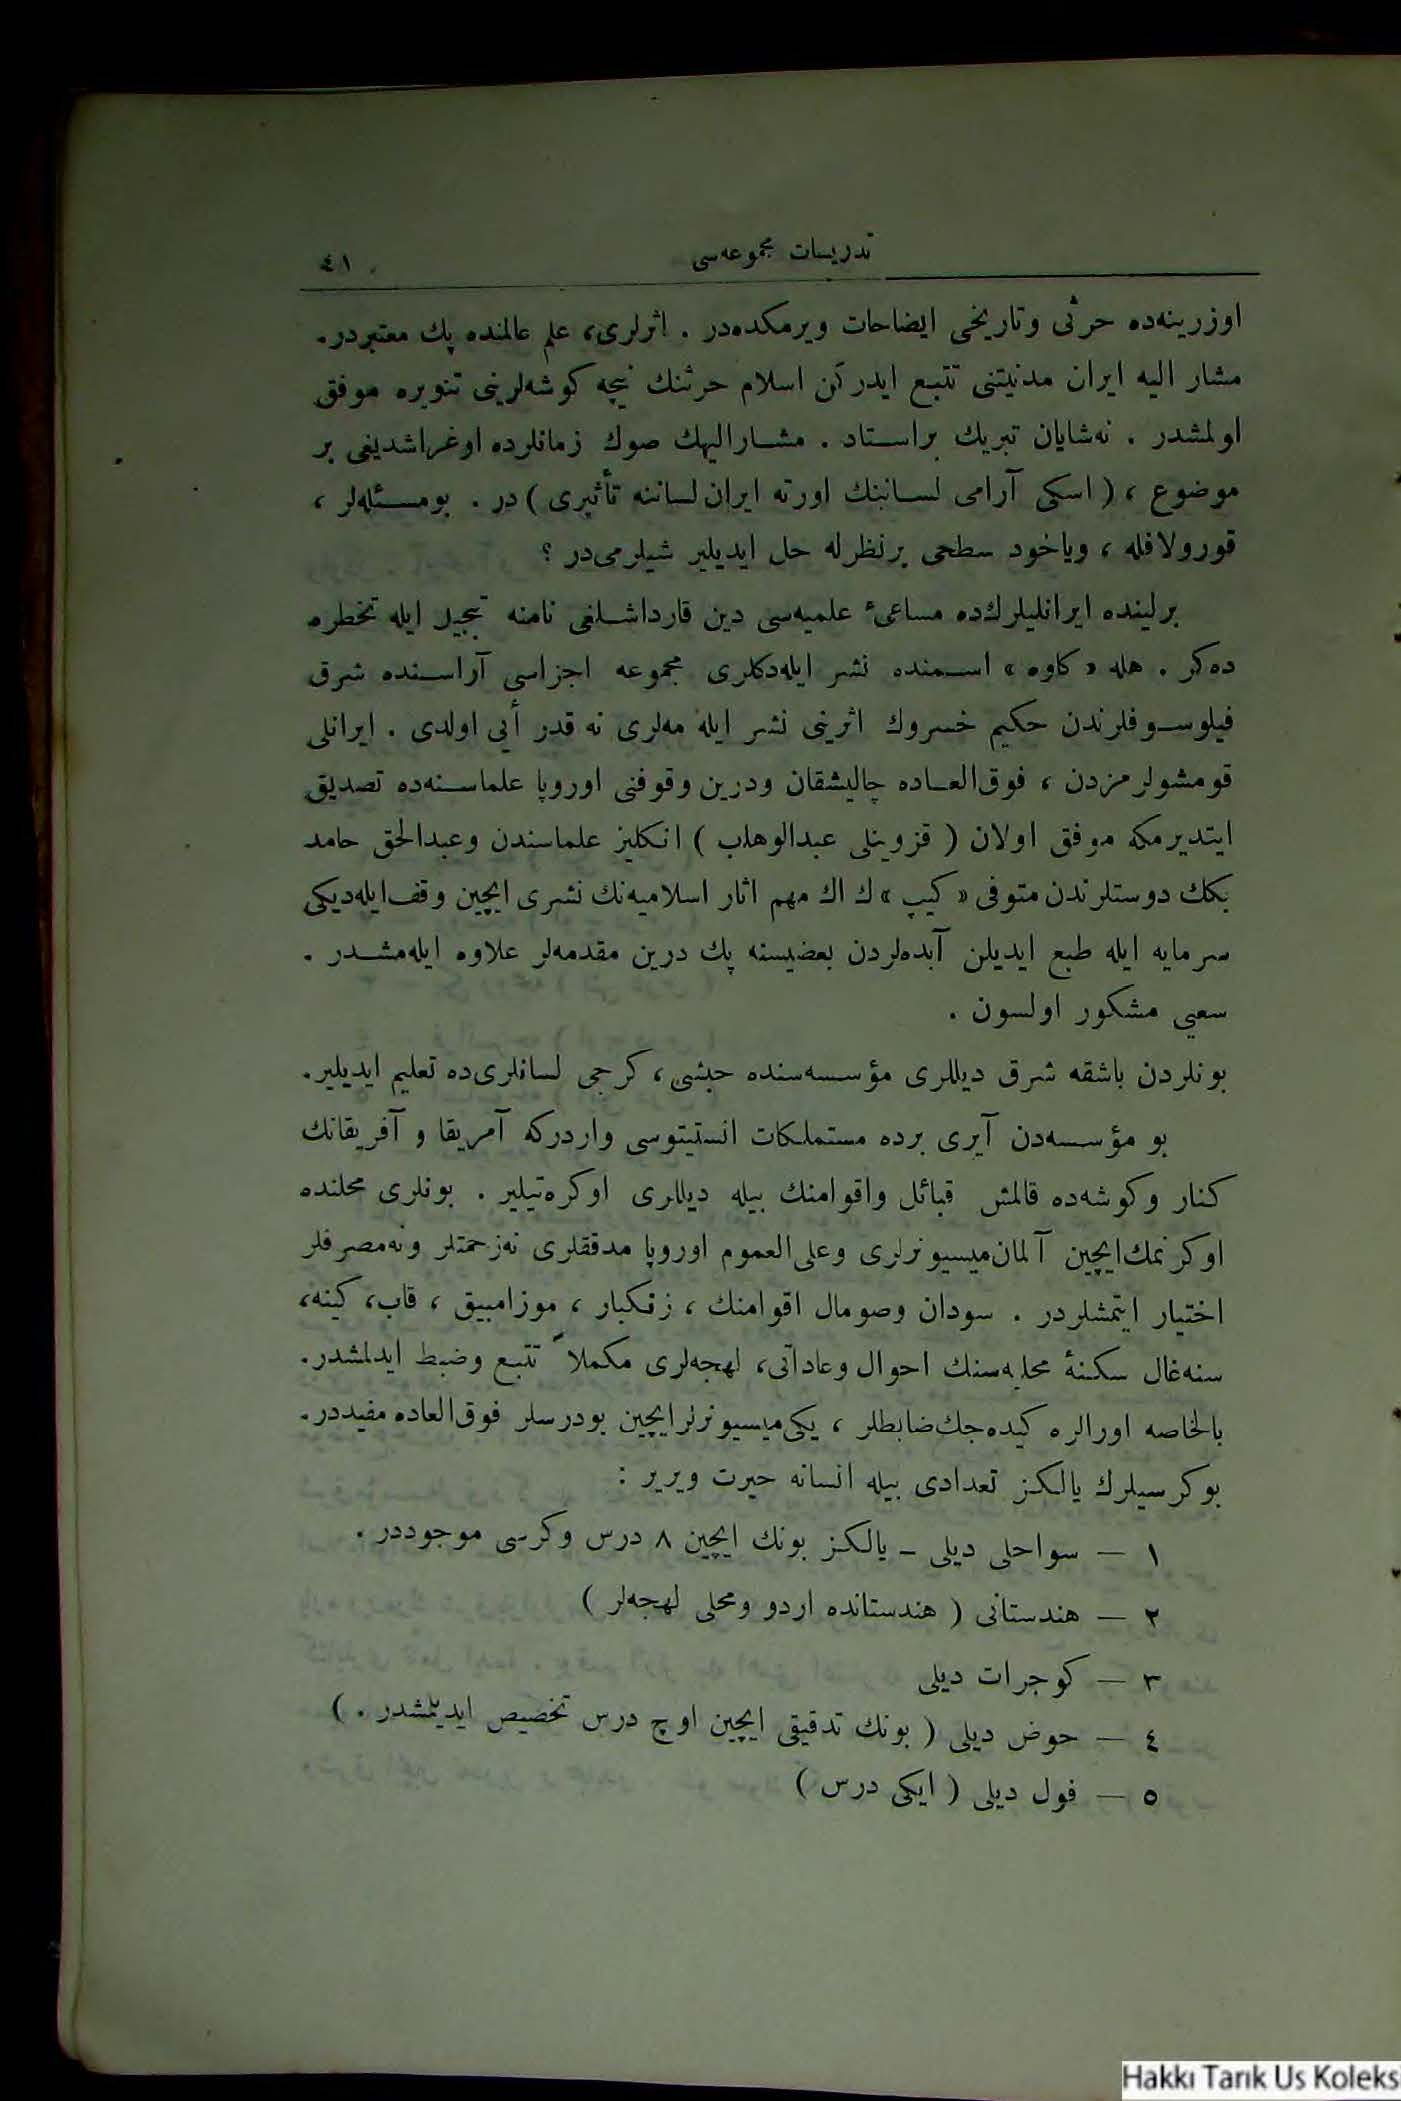 تدریسات مجموعه‌سی
٤١
اوزرینه‌ده حرثی وتاریخی ایضاحات ویرمکده‌در . اثرلری، علم عالمنده پك معتبردر.
مشار الیه ایران مدنیتنی تتبع ایدرکن اسلام حرثنك نیچه کوشه‌لرینی تنویره موفق
اولمشدر . نه‌شایان تبریك براستاد . مشارالیهك صوك زمانلرده اوغراشدیغی بر
موضوع ، ( اسکی آرامی لسانینك اورته ایران لساننه تأثیری ) در . بومسئله‌لر ،
قورولافله ، ویاخود سطحی برنظرله حل ایدیلیر شیلرمی‌در ؟
برلینده ایرانلیلرك‌ده مساعیٔ علمیه‌سی دین قارداشلغی نامنه تبجیل ایله تخطره
ده‌کر . هله « کاوه » اسمنده نشر ایله‌دکلری مجموعه اجزاسی آراسنده شرق
فیلوسوفلرندن حکیم خسروك اثرینی نشر ایله‌مه‌لری نه قدر أیی اولدی . ایرانلی
قومشولرمزدن ، فوق‌العاده چالیشقان ودرین وقوفنی اوروپا علماسنه‌ده تصدیق
ایتدیرمکه موفق اولان ( قزوینلی عبدالوهاب ) انکلیز علماسندن وعبدالحق حامد
بکك دوستلرندن متوفی « کیپ » ك اك مهم اثار اسلامیه‌نك نشری ایچین وقف‌ایله‌دیکی
سرمایه ایله طبع ایدیلن آبده‌لردن بعضیسنه پك درین مقدمه‌لر علاوه ایله‌مشدر .
سعیی مشکور اولسون .
بونلردن باشقه شرق دیللری مؤسسه‌سنده حبشی، کرجی لسانلری‌ده تعلیم ایدیلیر.
بو مؤسسه‌دن آیری برده مستملکات انستیتوسی واردرکه آمریقا و آفریقانك
کنار وکوشه‌ده قالمش قبائل واقوامنك بیله دیللری اوکره‌تیلیر . بونلری محلنده
اوکرنمك‌ایچین آلمان‌میسیونرلری وعلی‌العموم اوروپا مدققلری نه‌زحمتلر ونه‌مصرفلر
اختیار ایتمشلردر . سودان وصومال اقوامنك ، زنکبار ، موزامبیق ، قاب، کینه،
سنه‌غال سکنهٔ محلیه‌سنك احوال وعاداتی، لهجه‌لری مکملاً تتبع وضبط ایدلمشدر.
بالخاصه اورالره کیده‌جك‌ضابطلر ، یکی‌میسیونرلرایچین بودرسلر فوق‌العاده مفیددر.
بوکرسیلرك یالکز تعدادی بیله انسانه حیرت ویریر :
١ — سواحلی دیلی – یالکز بونك ایچین ٨ درس وکرسی موجوددر .
٢ — هندستانی ( هندستانده اردو ومحلی لهجه‌لر )
٣ — کوجرات دیلی
٤ — حوض دیلی ( بونك تدقیقی ایچین اوچ درس تخصیص ایدیلمشدر . )
٥ — فول دیلی ( ایکی درس )
Hakkı Tarık Us Koleksi